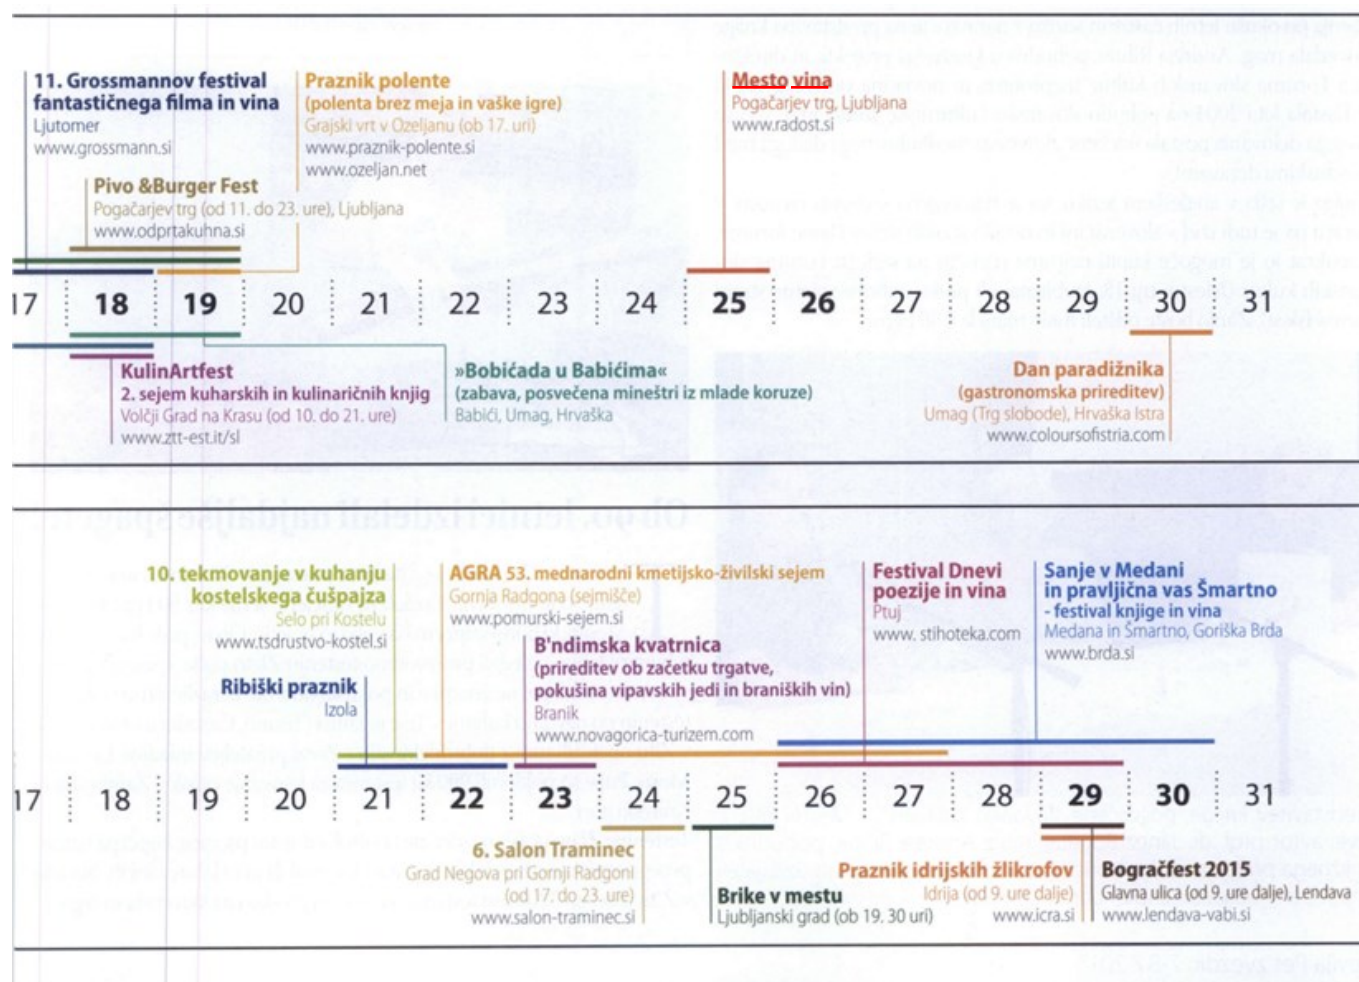 11. Grossmannov festival
fantastičnega filma in vina
Ljutomer
www.grossmann.si
Praznik polente
(polenta brez meja in vaške igre)
Grajski vrt v Ozeljanu (ob 17. uri)
www.praznik-polente.si
www.ozeljan.net
Mesto vina
Pogačarjev trg, Ljubljana
www.radost.si
Pivo &Burger Fest
Pogačarjev trg (od 11. do 23. ure), Ljubljana
www.odprtakuhna.si
17 18 19 20 21 22 23 24 25 26 27 28 29 30 31
KulinArtfest
2. sejem kuharskih in kulinaričnih knjig
Volčji Grad na Krasu (od 10. do 21. ure)
www.ztt-est.it/sl
»Bobićada u Babićima«
(zabava, posvečena mineštri iz mlade koruze)
Babići, Umag, Hrvaška
Dan paradižnika
(gastronomska prireditev)
Umag (Trg slobode), Hrvaška Istra
www.coloursofistria.com
10. tekmovanje v kuhanju
kostelskega čušpajza
Selo pri Kostelu
www.tsdrustvo-kostel.si
AGRA 53. mednarodni kmetijsko-živilski sejem
Gornja Radgona (sejmišče)
www.pomurski-sejem.si
Festival Dnevi
poezije in vina
Ptuj
www. stihoteka.com
Sanje v Medani
in pravljična vas Šmartno
- festival knjige in vina
Medana in Šmartno, Goriška Brda
www.brda.si
Ribiški praznik
Izola
B'ndimska kvatrnica
(prireditev ob začetku trgatve,
pokušina vipavskih jedi in braniških vin)
Branik
www.novagorica-turizem.com
17 18 19 20 21 22 23 24 25 26 27 28 29 30 31
6. Salon Traminec
Grad Negova pri Gornji Radgoni
(od 17. do 23. ure)
www.salon-traminec.si
Brike v mestu
Ljubljanski grad (ob 19. 30 uri)
Praznik idrijskih žlikrofov
Idrija (od 9. ure dalje)
www.icra.si
Bogračfest 2015
Glavna ulica (od 9. ure dalje), Lendava
www.lendava-vabi.si